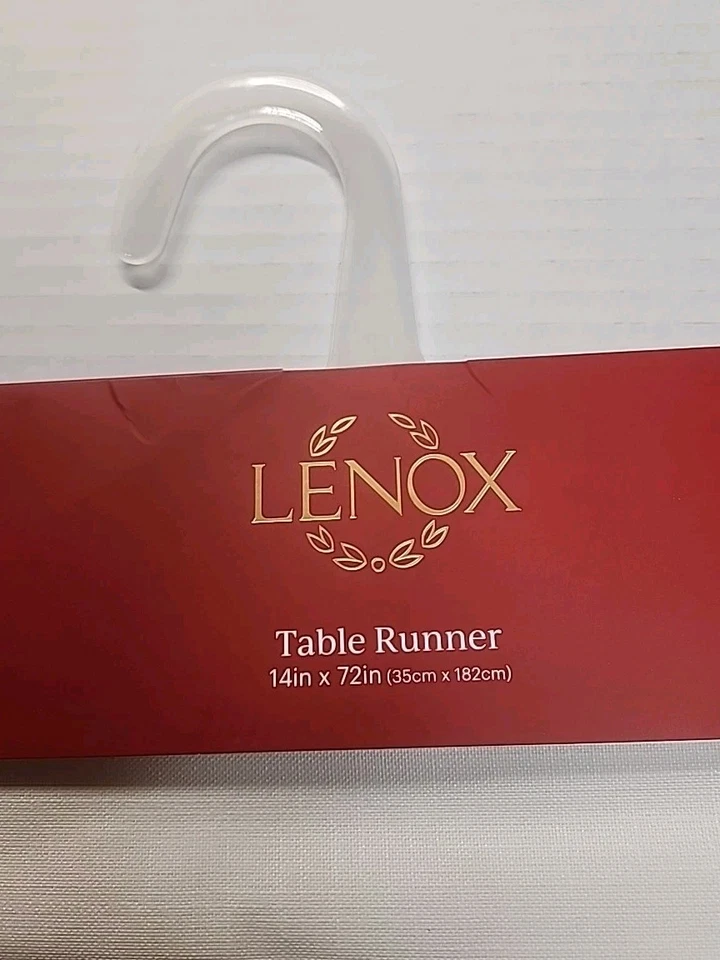 LENOX
Table Runner
14in x 72in (35cm x 182cm)